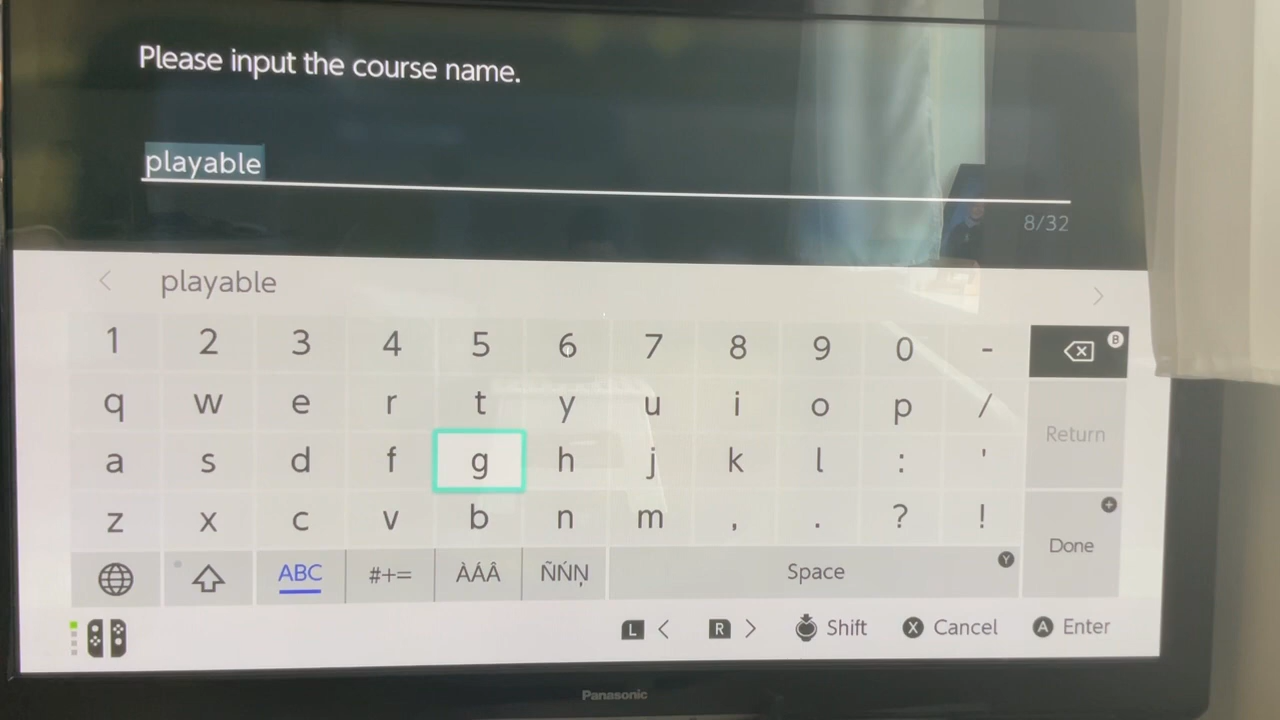 Please input the course name.
playable
8/32
playable
1 2 3 4 5 6 7 8 9 0 - B
q w e r t y u i o p / Return
a s d f g h j k l : '
z x c v b n m , . ? ! Done
ABC #+= ÀÁÂ ÑŃŅ Space Y
L < R > Shift X Cancel A Enter
Panasonic